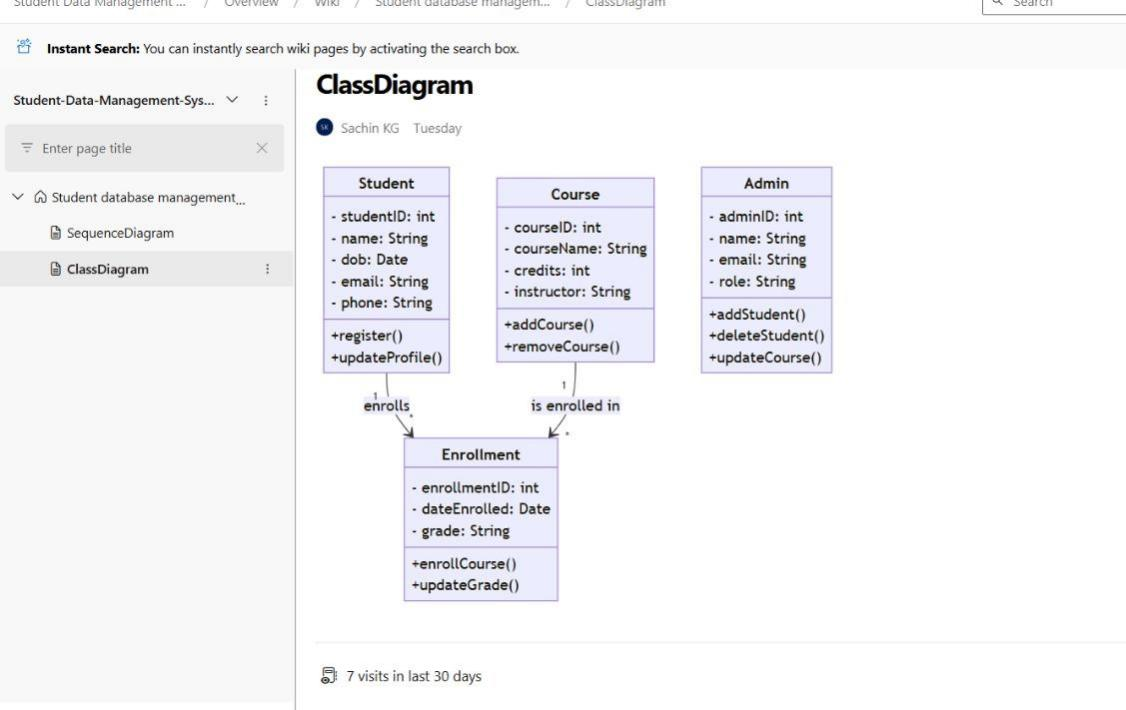 Student Data Management ... / Overview / Wiki / Student database managem... / ClassDiagram
Search
Instant Search: You can instantly search wiki pages by activating the search box.
Student-Data-Management-Sys...
Enter page title
Student database management...
SequenceDiagram
ClassDiagram
ClassDiagram
SK Sachin KG Tuesday
Student
- studentID: int
- name: String
- dob: Date
- email: String
- phone: String
+register()
+updateProfile()
Course
- courseID: int
- courseName: String
- credits: int
- instructor: String
+addCourse()
+removeCourse()
Admin
- adminID: int
- name: String
- email: String
- role: String
+addStudent()
+deleteStudent()
+updateCourse()
1
enrolls
*
1
is enrolled in
*
Enrollment
- enrollmentID: int
- dateEnrolled: Date
- grade: String
+enrollCourse()
+updateGrade()
7 visits in last 30 days